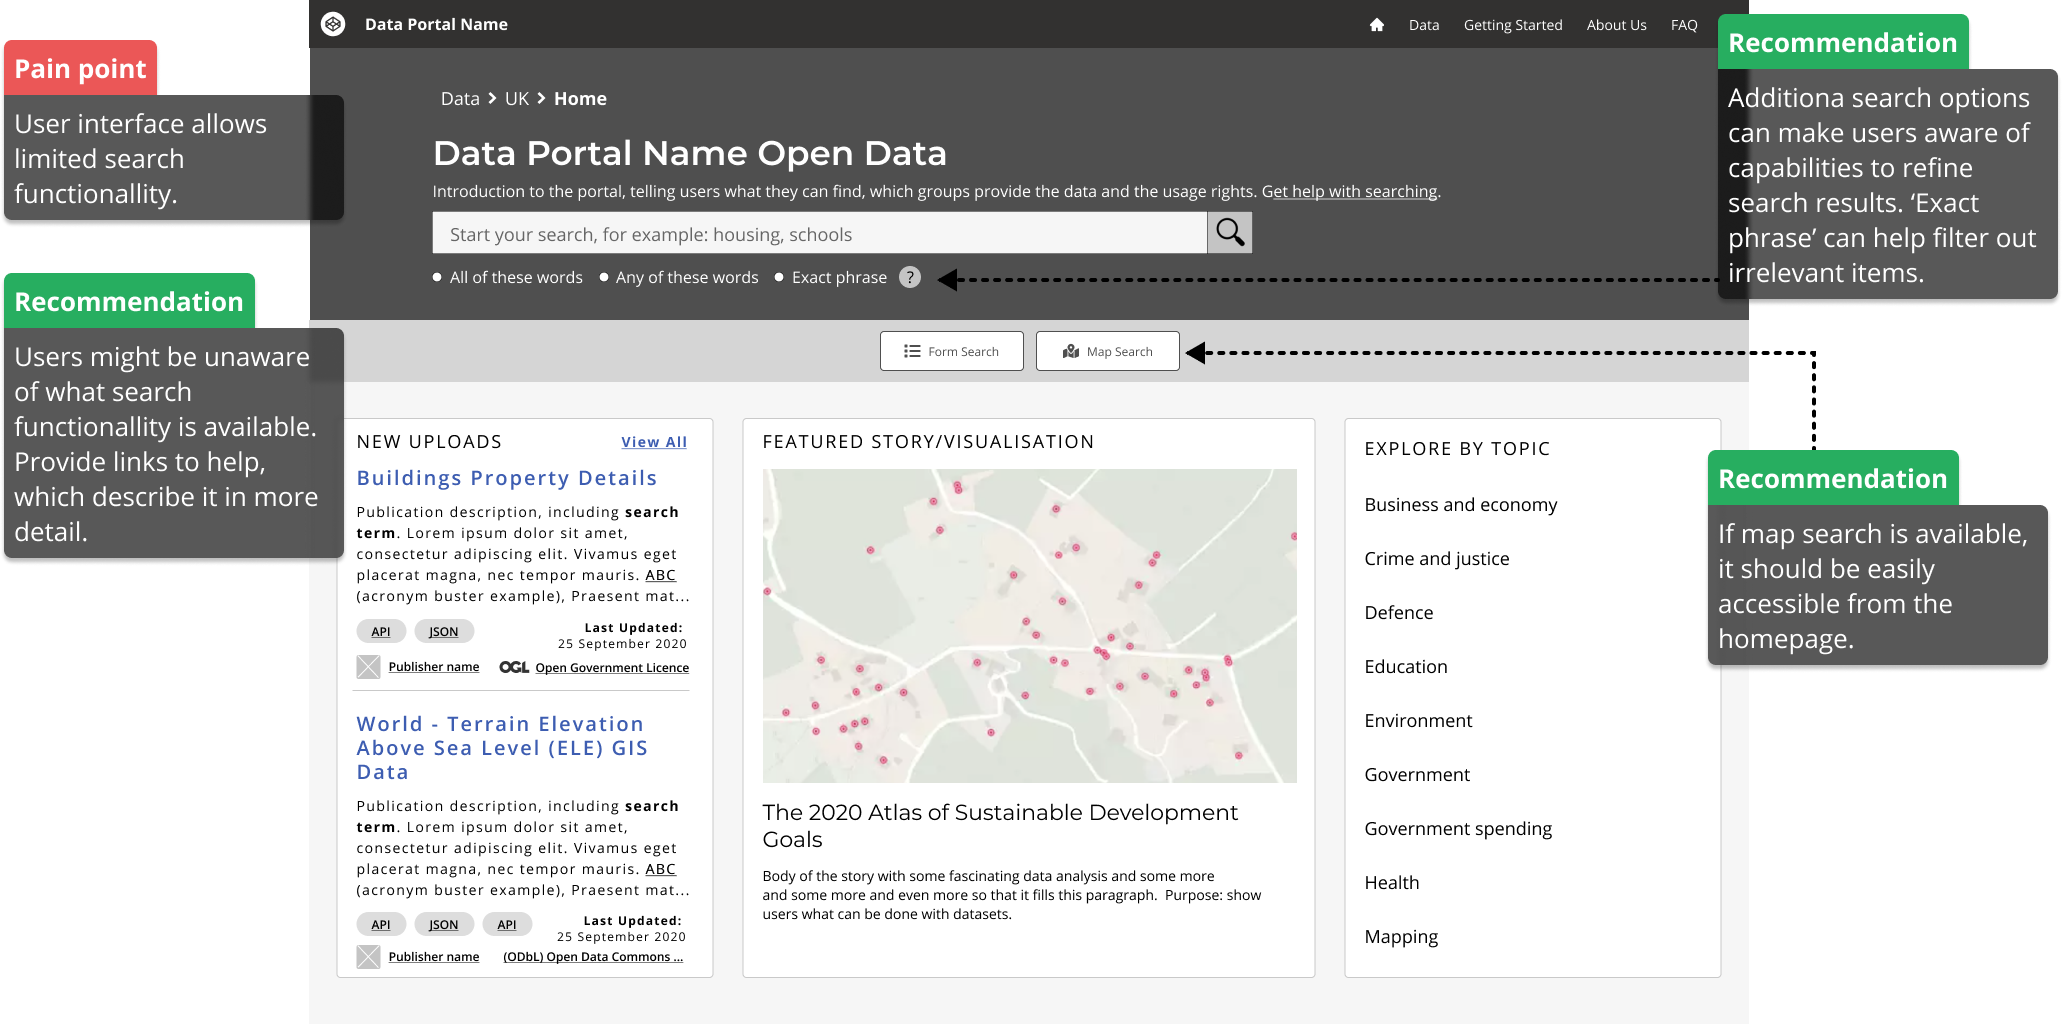 Data Portal Name
Data
Getting Started
About Us
FAQ
Pain point
User interface allows
limited search
functionallity.
Recommendation
Users might be unaware
of what search
functionallity is available.
Provide links to help,
which describe it in more
detail.
Data > UK > Home
Data Portal Name Open Data
Introduction to the portal, telling users what they can find, which groups provide the data and the usage rights. Get help with searching.
Start your search, for example: housing, schools
All of these words
Any of these words
Exact phrase
?
Recommendation
Additiona search options
can make users aware of
capabilities to refine
search results. ‘Exact
phrase’ can help filter out
irrelevant items.
Form Search
Map Search
Recommendation
If map search is available,
it should be easily
accessible from the
homepage.
NEW UPLOADS
View All
Buildings Property Details
Publication description, including search
term. Lorem ipsum dolor sit amet,
consectetur adipiscing elit. Vivamus eget
placerat magna, nec tempor mauris. ABC
(acronym buster example), Praesent mat...
API
JSON
Last Updated:
25 September 2020
Publisher name
OGL
Open Government Licence
World - Terrain Elevation
Above Sea Level (ELE) GIS
Data
Publication description, including search
term. Lorem ipsum dolor sit amet,
consectetur adipiscing elit. Vivamus eget
placerat magna, nec tempor mauris. ABC
(acronym buster example), Praesent mat...
API
JSON
API
Last Updated:
25 September 2020
Publisher name
(ODbL) Open Data Commons ...
FEATURED STORY/VISUALISATION
The 2020 Atlas of Sustainable Development
Goals
Body of the story with some fascinating data analysis and some more
and some more and even more so that it fills this paragraph. Purpose: show
users what can be done with datasets.
EXPLORE BY TOPIC
Business and economy
Crime and justice
Defence
Education
Environment
Government
Government spending
Health
Mapping